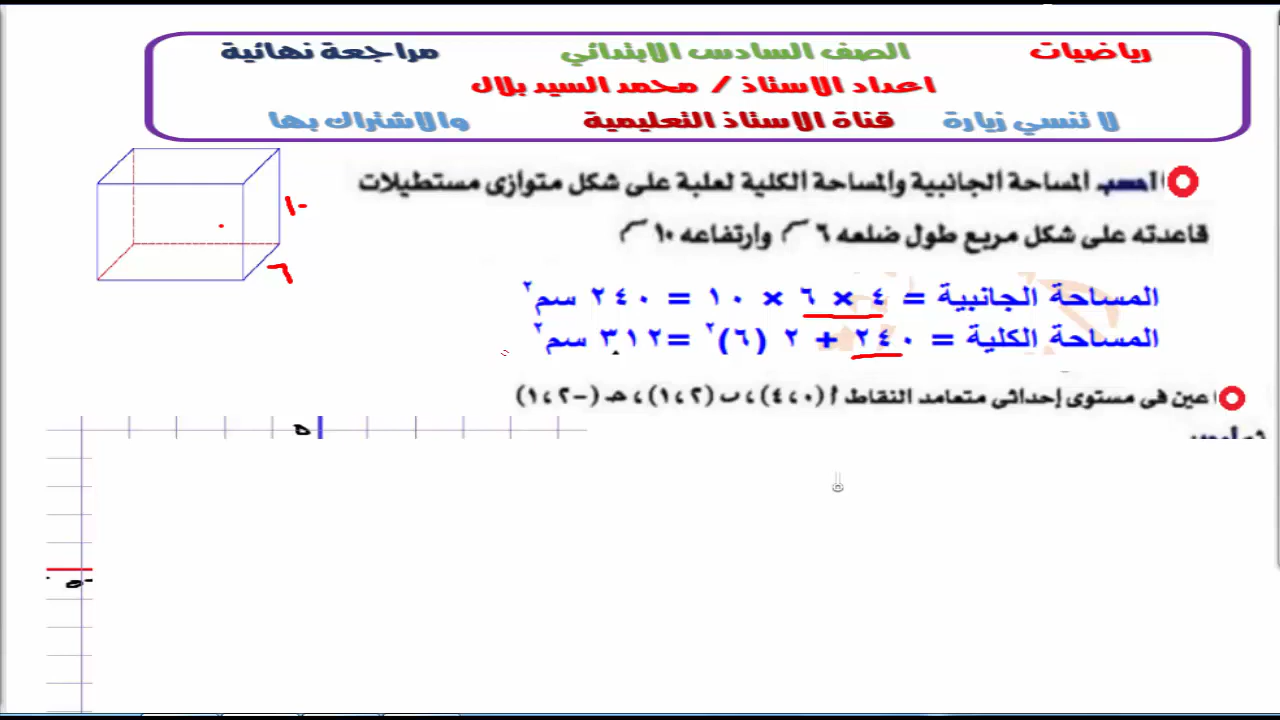 رياضيات الصف السادس الابتدائي مراجعة نهائية
اعداد الاستاذ / محمد السيد بلال
لا تنسي زيارة قناة الاستاذ التعليمية والاشتراك بها
احسب المساحة الجانبية والمساحة الكلية لعلبة على شكل متوازى مستطيلات
قاعدته على شكل مربع طول ضلعه ٦ سم وارتفاعه ١٠ سم
١٠
٦
المساحة الجانبية = ٤ × ٦ × ١٠ = ٢٤٠ سم٢
المساحة الكلية = ٢٤٠ + ٢ (٦)٢ = ٣١٢ سم٢
عين فى مستوى إحداثى متعامد النقاط أ (٠ ، ٤) ، ب (٢ ، ١) ، هـ (-٢ ، ١)
٥
-٥